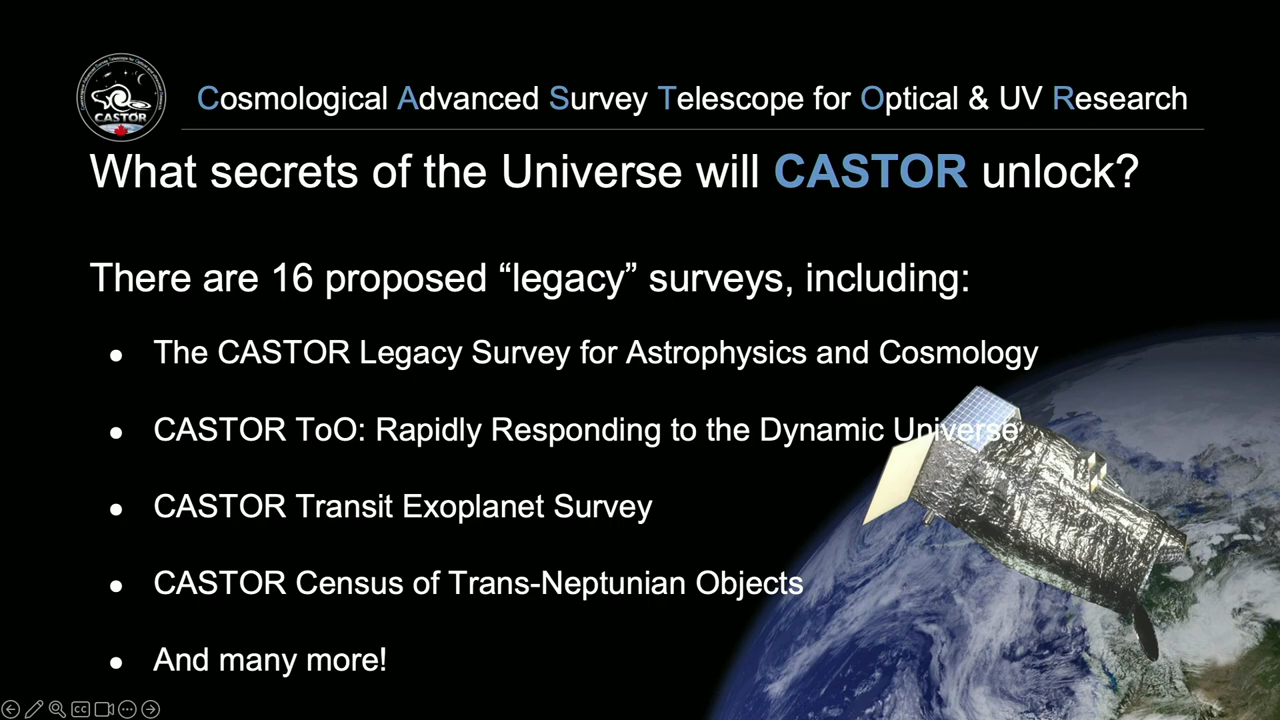 CASTOR
Cosmological Advanced Survey Telescope for Optical & UV Research
What secrets of the Universe will CASTOR unlock?
There are 16 proposed “legacy” surveys, including:
● The CASTOR Legacy Survey for Astrophysics and Cosmology
● CASTOR ToO: Rapidly Responding to the Dynamic Universe
● CASTOR Transit Exoplanet Survey
● CASTOR Census of Trans-Neptunian Objects
● And many more!
CC